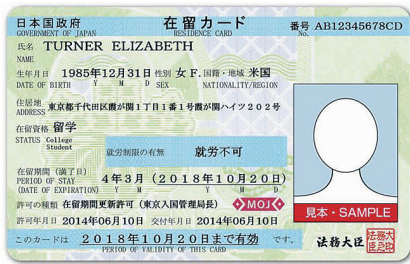 日本国政府 在留カード 番号 AB12345678CD
GOVERNMENT OF JAPAN RESIDENCE CARD No.
氏名 TURNER ELIZABETH
NAME
生年月日 1985年12月31日 性別 女 F. 国籍・地域 米国
DATE OF BIRTH Y M D SEX NATIONALITY/REGION
住居地 東京都千代田区霞が関1丁目1番1号霞が関ハイツ202号
ADDRESS
在留資格 留学
STATUS College Student
就労制限の有無 就労不可
在留期間(満了日) 4年3月(2018年10月20日)
PERIOD OF STAY
(DATE OF EXPIRATION) Y M Y M D
許可の種類 在留期間更新許可(東京入国管理局長) MOJ
許可年月日 2014年06月10日 交付年月日 2014年06月10日
見本・SAMPLE
このカードは 2018年10月20日まで有効 です。
PERIOD OF VALIDITY OF THIS CARD
法務大臣